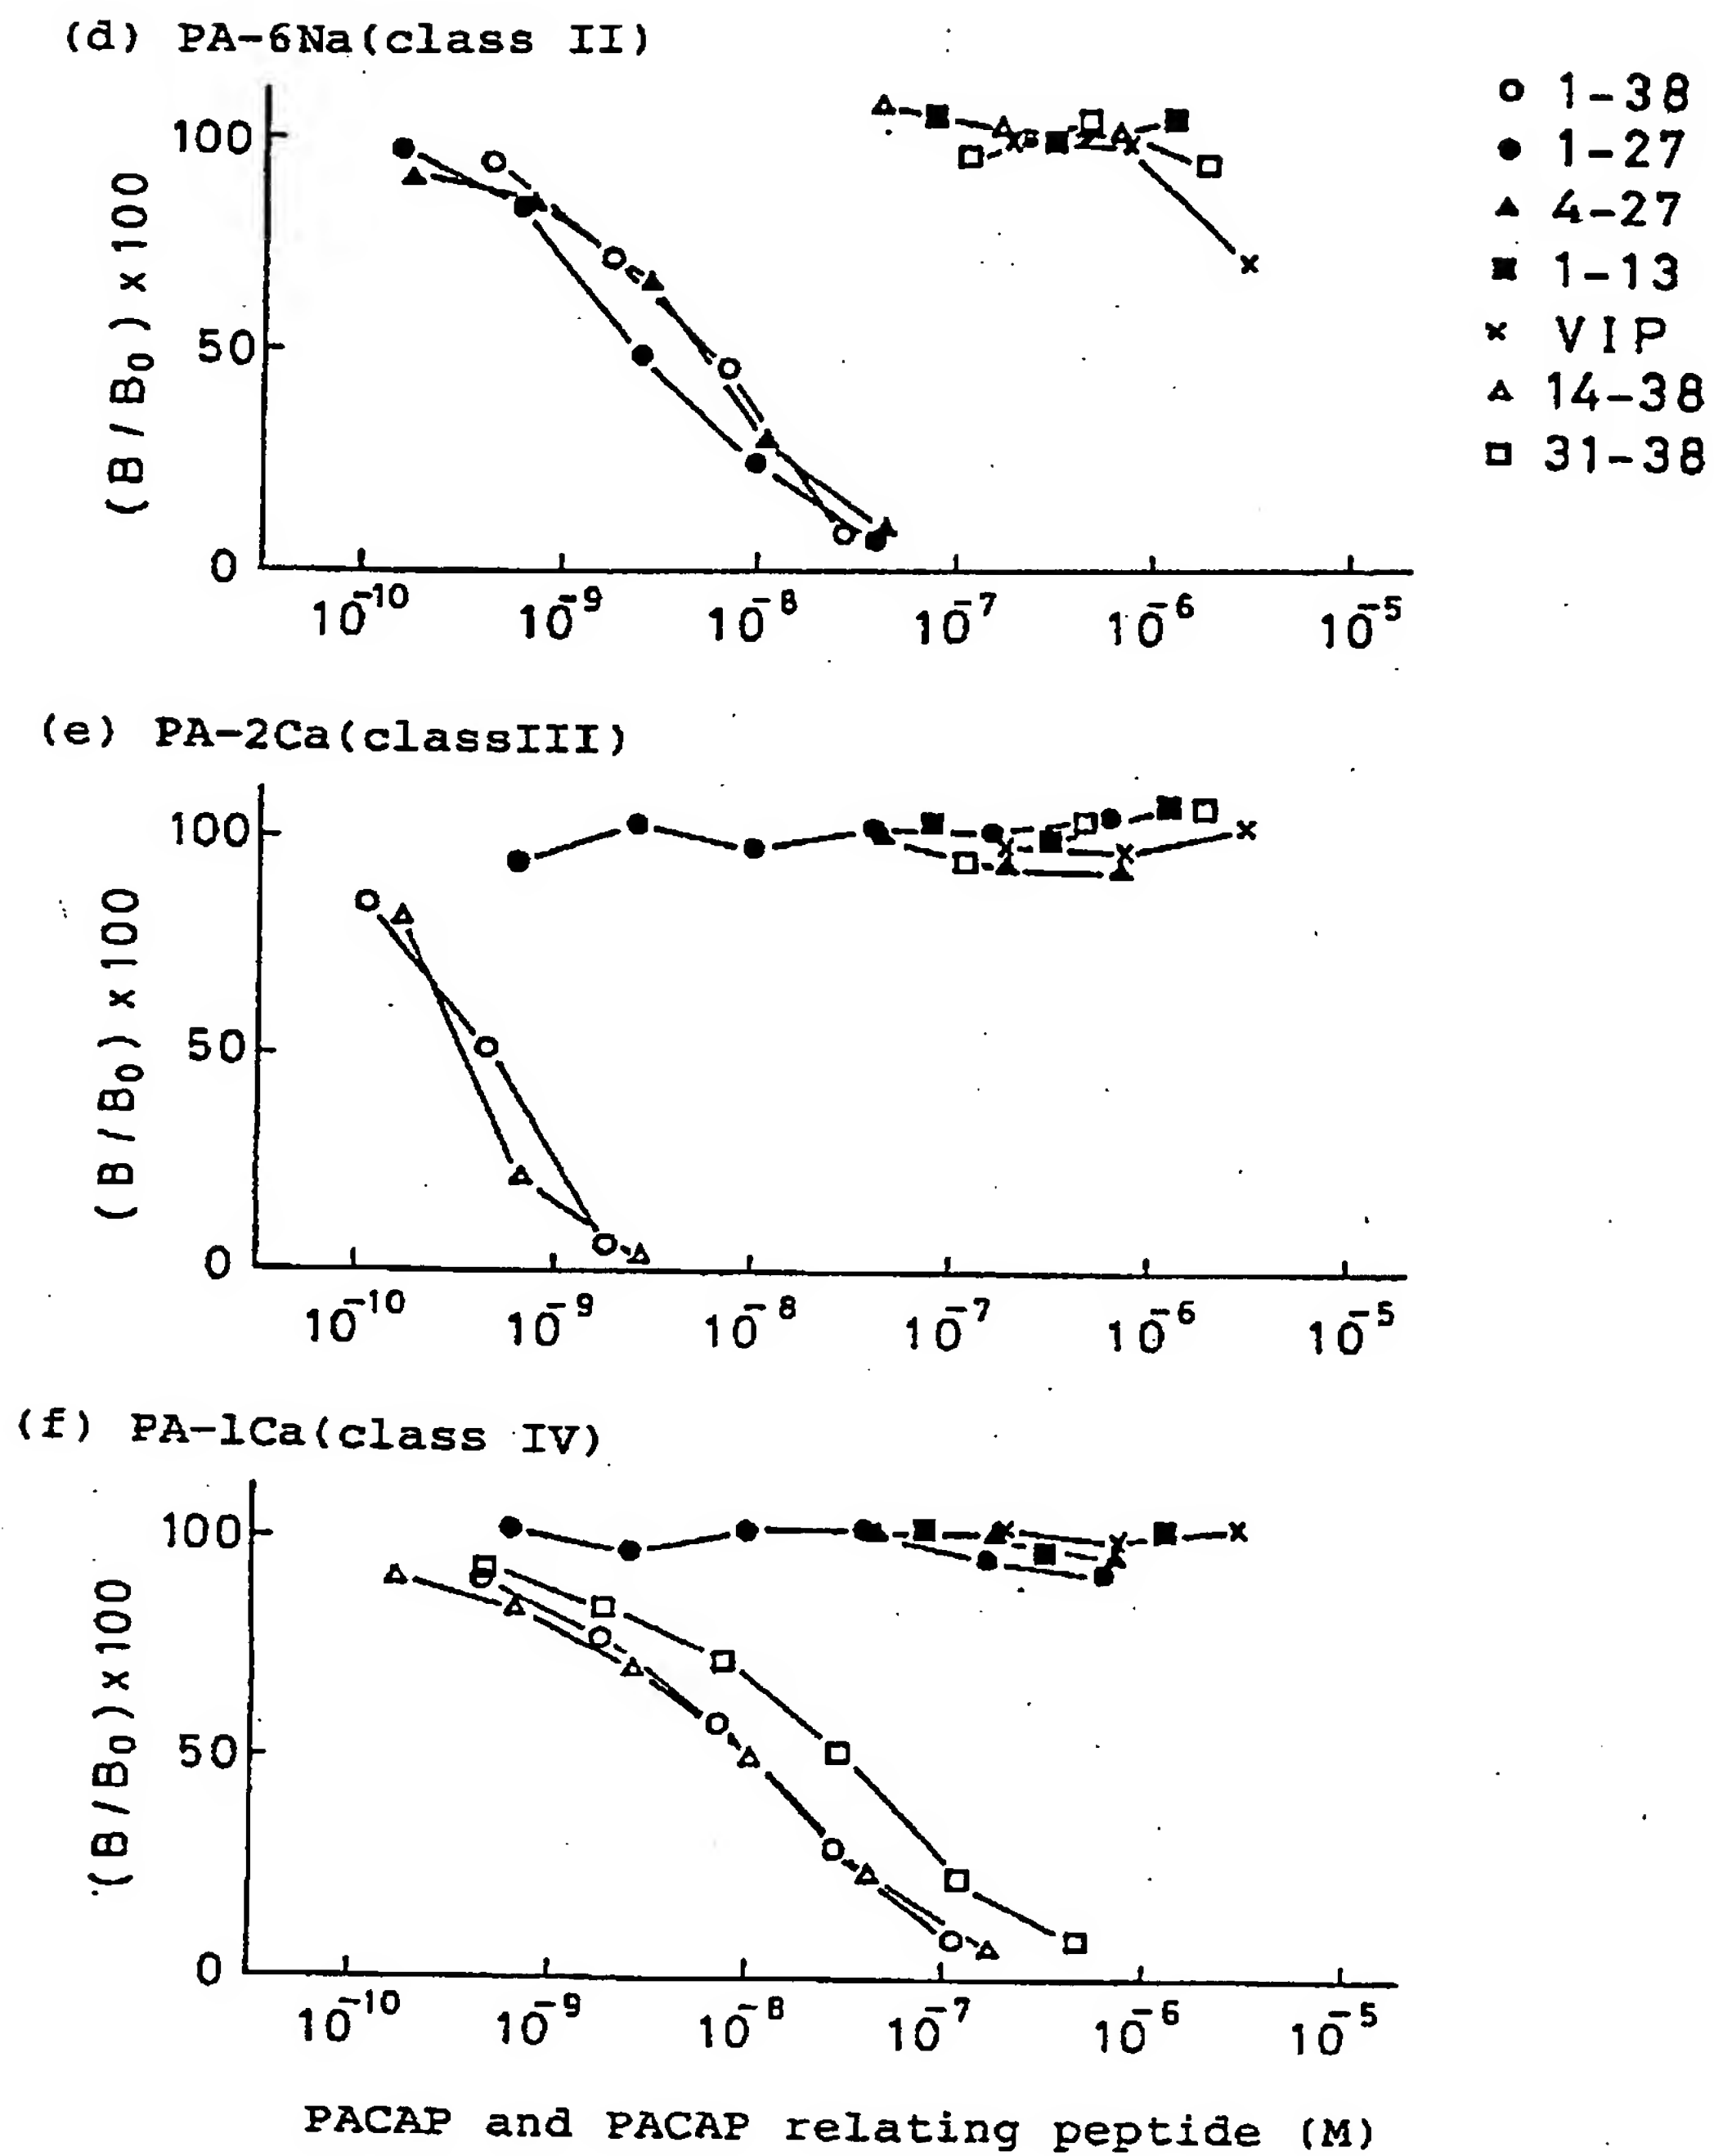 (d) PA-6Na(class II)
○ 1-38
● 1-27
▲ 4-27
■ 1-13
× VIP
△ 14-38
□ 31-38
(B/B0)×100
100
50
0
10-10 10-9 10-8 10-7 10-6 10-5
(e) PA-2Ca(classIII)
(B/B0)×100
100
50
0
10-10 10-9 10-8 10-7 10-6 10-5
(f) PA-1Ca(class IV)
(B/B0)×100
100
50
0
10-10 10-9 10-8 10-7 10-6 10-5
PACAP and PACAP relating peptide (M)